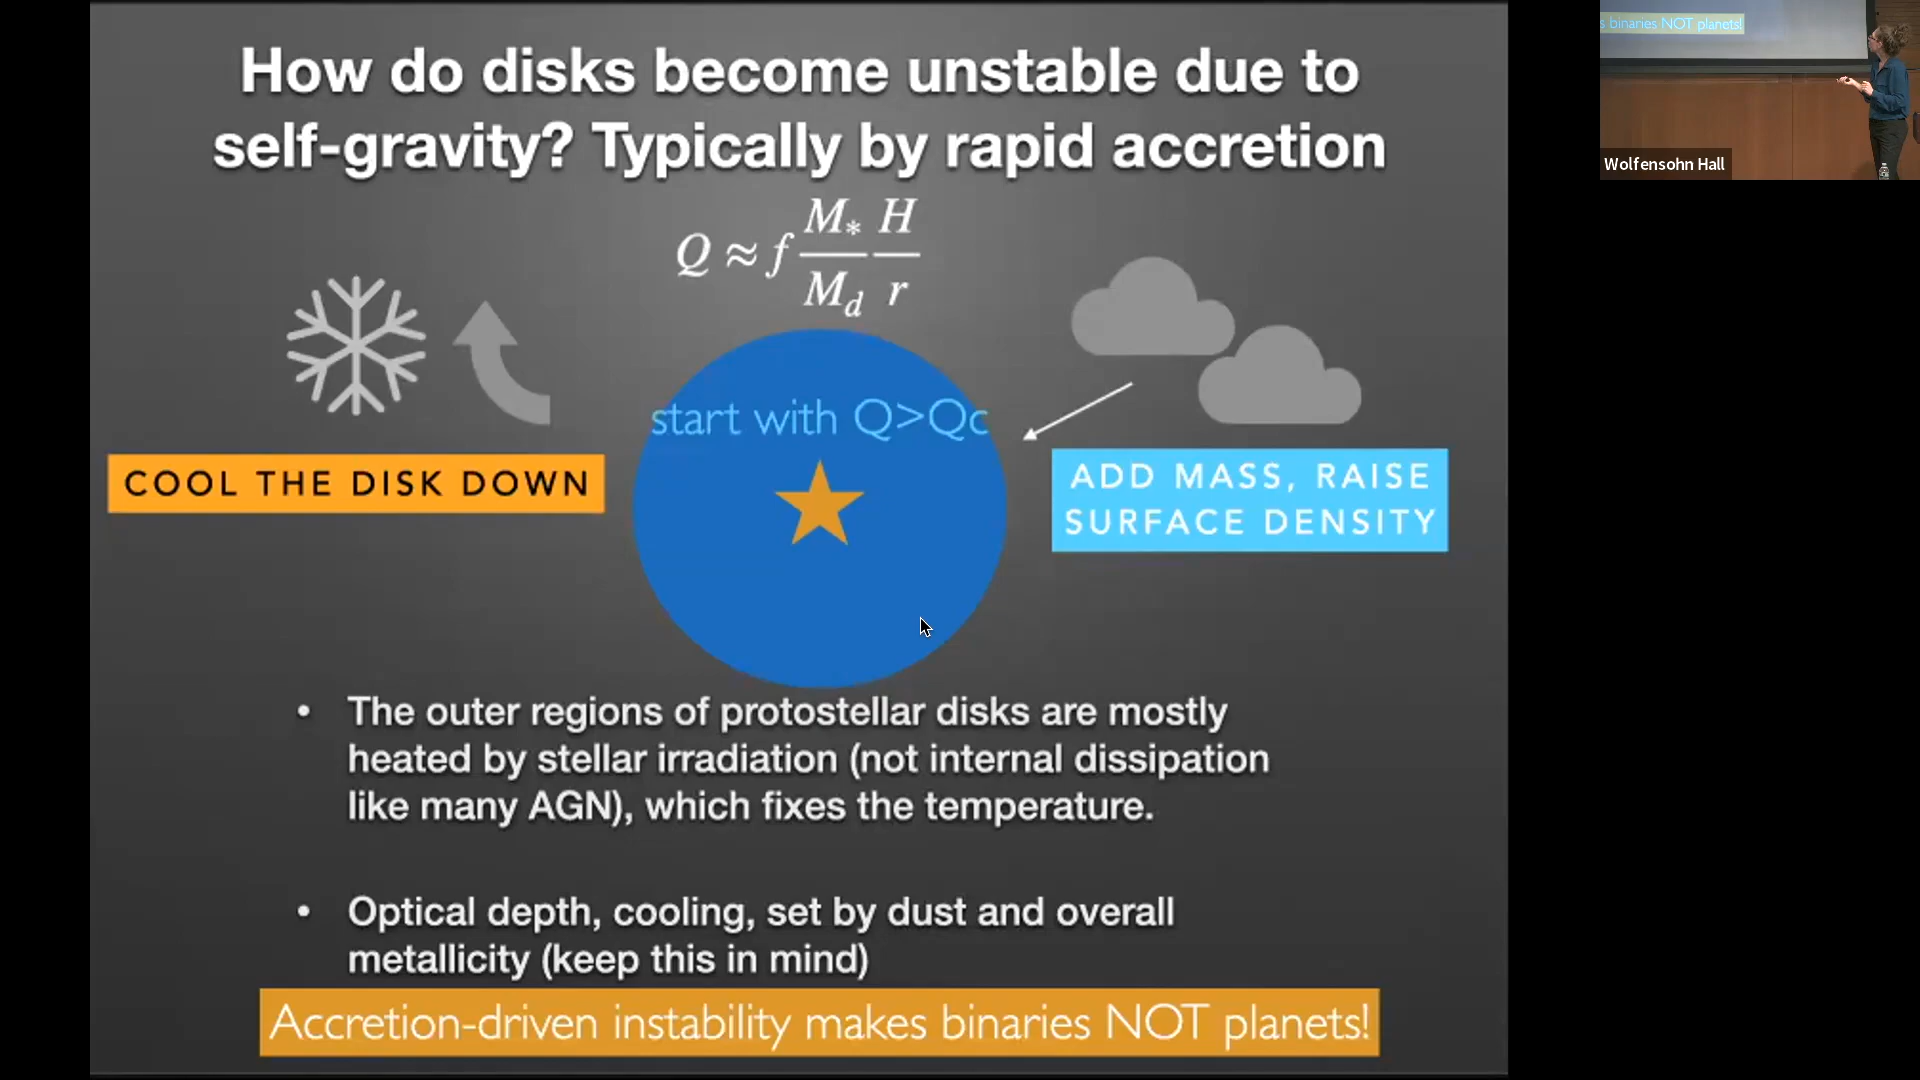 How do disks become unstable due to
self-gravity? Typically by rapid accretion
Q ≈ f M* / Md H / r
start with Q>Qc
COOL THE DISK DOWN
ADD MASS, RAISE
SURFACE DENSITY
• The outer regions of protostellar disks are mostly
heated by stellar irradiation (not internal dissipation
like many AGN), which fixes the temperature.
• Optical depth, cooling, set by dust and overall
metallicity (keep this in mind)
Accretion-driven instability makes binaries NOT planets!
s binaries NOT planets!
Wolfensohn Hall